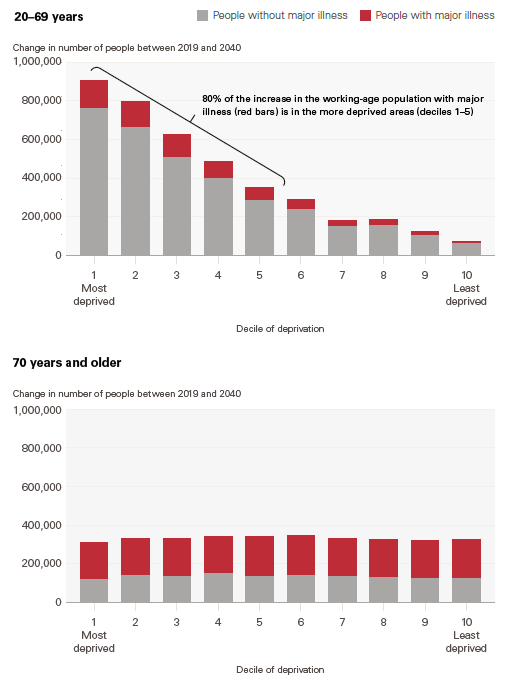 20–69 years
People without major illness
People with major illness
Change in number of people between 2019 and 2040
1,000,000
800,000
600,000
400,000
200,000
0
80% of the increase in the working-age population with major
illness (red bars) is in the more deprived areas (deciles 1–5)
1 2 3 4 5 6 7 8 9 10
Most Least
deprived deprived
Decile of deprivation
70 years and older
Change in number of people between 2019 and 2040
1,000,000
800,000
600,000
400,000
200,000
0
1 2 3 4 5 6 7 8 9 10
Most Least
deprived deprived
Decile of deprivation